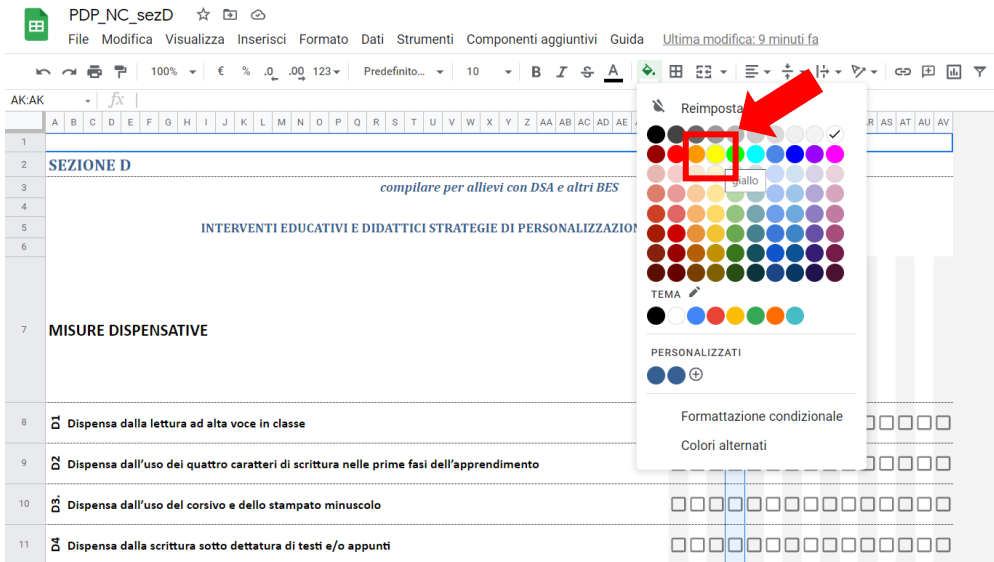 PDP_NC_sezD
File Modifica Visualizza Inserisci Formato Dati Strumenti Componenti aggiuntivi Guida Ultima modifica: 9 minuti fa
100% € % .0 .00 123 Predefinito... 10 B I S A
AK:AK fx
A B C D E F G H I J K L M N O P Q R S T U V W X Y Z AA AB AC AD AE AS AT AU AV
Reimposta
1
2 SEZIONE D
3 compilare per allievi con DSA e altri BES
giallo
4
5 INTERVENTI EDUCATIVI E DIDATTICI STRATEGIE DI PERSONALIZZAZION
6
TEMA
7 MISURE DISPENSATIVE
PERSONALIZZATI
8 D1 Dispensa dalla lettura ad alta voce in classe
Formattazione condizionale
Colori alternati
9 D2 Dispensa dall'uso dei quattro caratteri di scrittura nelle prime fasi dell'apprendimento
10 D3. Dispensa dall'uso del corsivo e dello stampato minuscolo
11 D4 Dispensa dalla scrittura sotto dettatura di testi e/o appunti